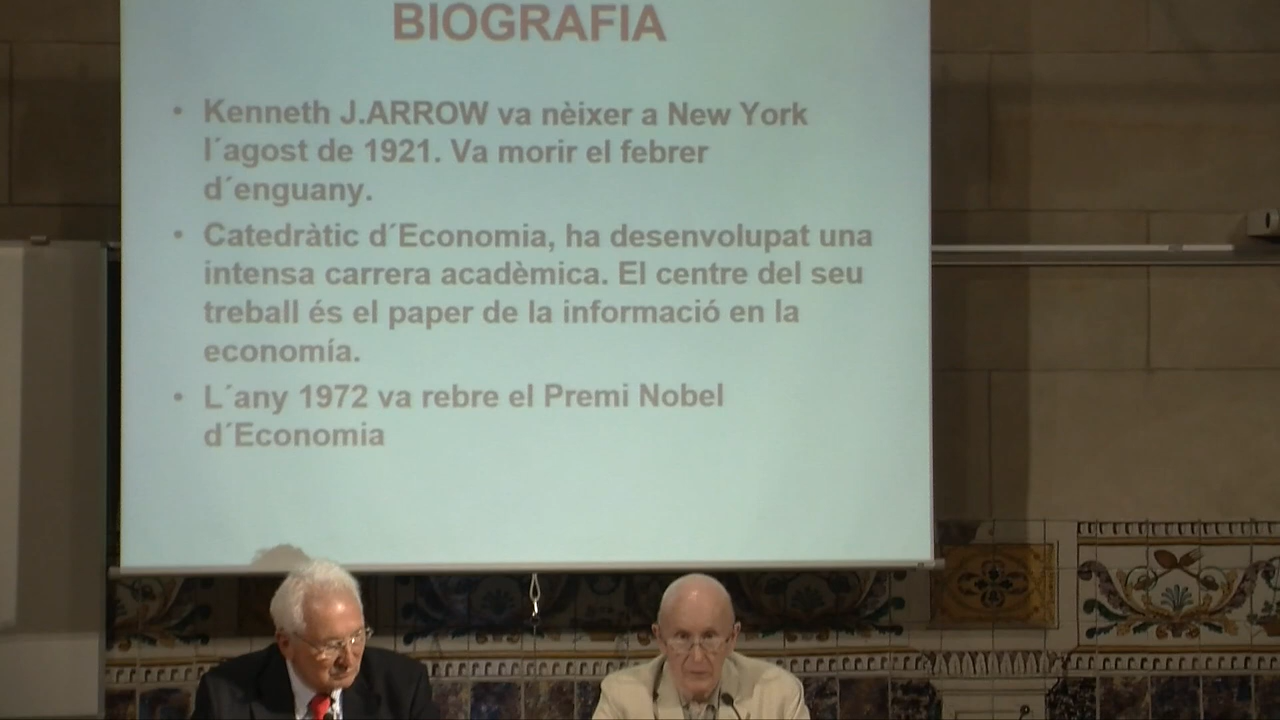 BIOGRAFIA
• Kenneth J.ARROW va nèixer a New York
l´agost de 1921. Va morir el febrer
d´enguany.
• Catedràtic d´Economia, ha desenvolupat una
intensa carrera acadèmica. El centre del seu
treball és el paper de la informació en la
economía.
• L´any 1972 va rebre el Premi Nobel
d´Economia